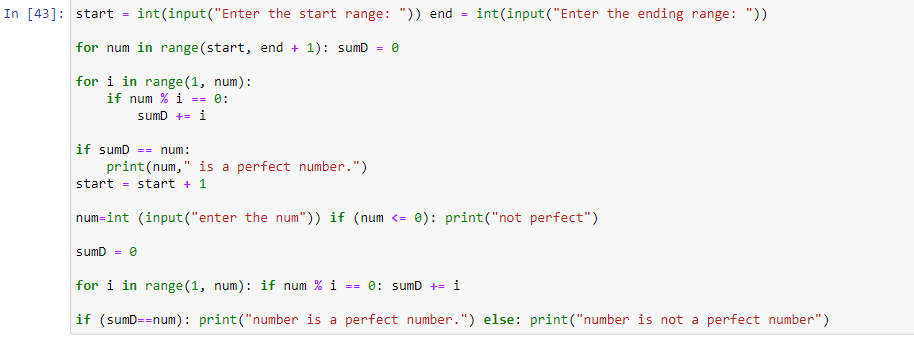 In [43]: start = int(input("Enter the start range: ")) end = int(input("Enter the ending range: "))
for num in range(start, end + 1): sumD = 0
for i in range(1, num):
    if num % i == 0:
        sumD += i
if sumD == num:
    print(num," is a perfect number.")
start = start + 1
num=int (input("enter the num")) if (num <= 0): print("not perfect")
sumD = 0
for i in range(1, num): if num % i == 0: sumD += i
if (sumD==num): print("number is a perfect number.") else: print("number is not a perfect number")